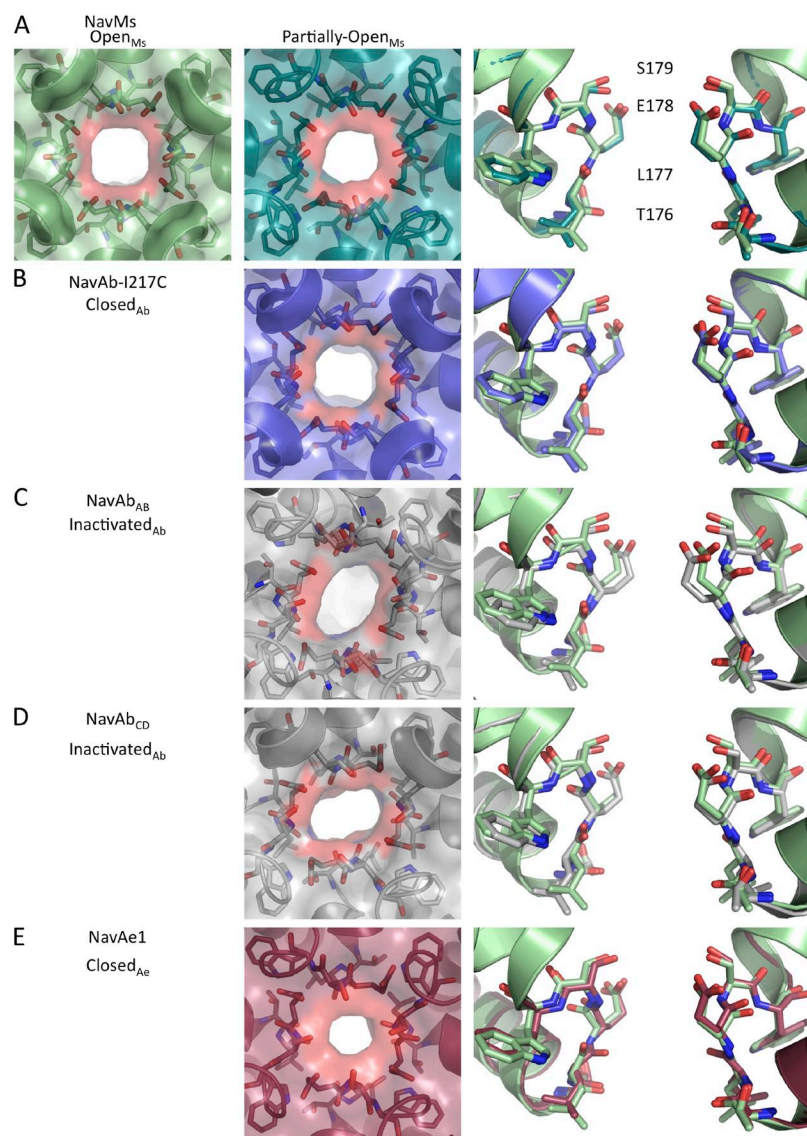 A
NavMs
OpenMs
Partially-OpenMs
S179
E178
L177
T176
B
NavAb-I217C
ClosedAb
C
NavAbAB
InactivatedAb
D
NavAbCD
InactivatedAb
E
NavAe1
ClosedAe